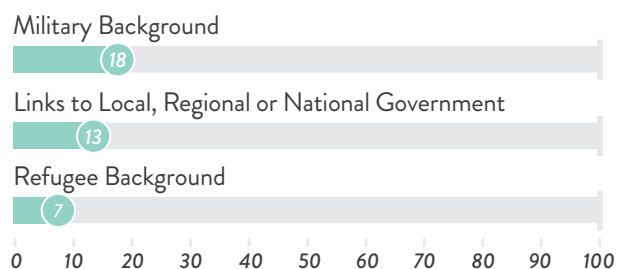 Military Background
18
Links to Local, Regional or National Government
13
Refugee Background
7
0 10 20 30 40 50 60 70 80 90 100